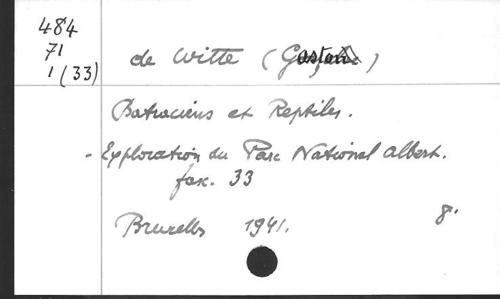 484
71
1 (33)
de Witte (Gaston)
Batraciens et Reptiles.
- Exploration du Parc National Albert.
fasc. 33
Bruxelles 1941. 8°